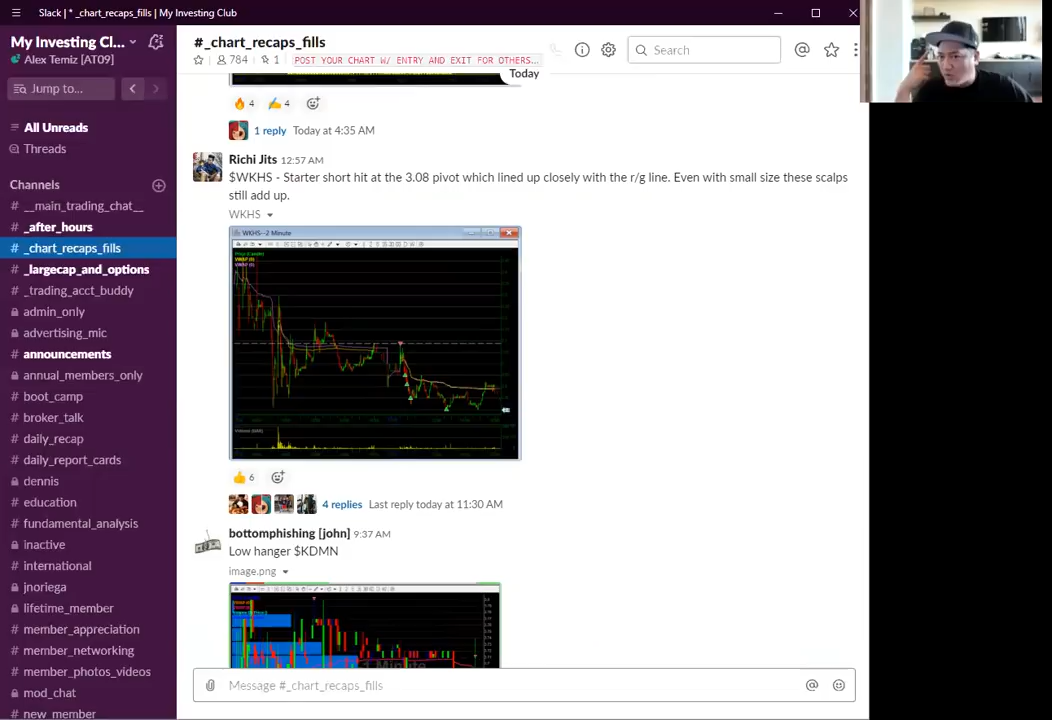 Slack | * _chart_recaps_fills | My Investing Club
My Investing Cl...
Alex Temiz [AT09]
Jump to...
All Unreads
Threads
Channels
# __main_trading_chat__
# _after_hours
# _chart_recaps_fills
# _largecap_and_options
# _trading_acct_buddy
admin_only
advertising_mic
# announcements
# annual_members_only
# boot_camp
# broker_talk
# daily_recap
# daily_report_cards
# dennis
# education
# fundamental_analysis
# inactive
# international
# jnoriega
# lifetime_member
# member_appreciation
# member_networking
# member_photos_videos
mod_chat
# new_member
#_chart_recaps_fills
784
1
POST YOUR CHART W/ ENTRY AND EXIT FOR OTHERS...
Search
Today
4
4
1 reply Today at 4:35 AM
Richi Jits 12:57 AM
$WKHS - Starter short hit at the 3.08 pivot which lined up closely with the r/g line. Even with small size these scalps
still add up.
WKHS
WKHS--2 Minute
6
4 replies Last reply today at 11:30 AM
bottomphishing [john] 9:37 AM
Low hanger $KDMN
image.png
Message #_chart_recaps_fills